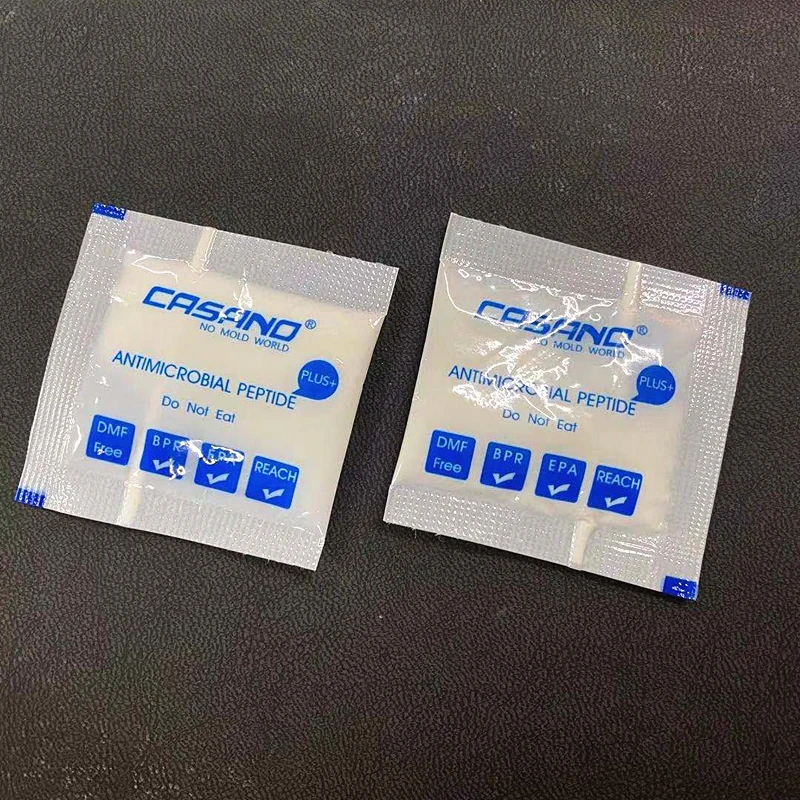 CASANO®
NO MOLD WORLD
ANTIMICROBIAL PEPTIDE
PLUS+
Do Not Eat
DMF
Free
BPR
EPA
REACH
CASANO®
NO MOLD WORLD
ANTIMICROBIAL PEPTIDE
PLUS+
Do Not Eat
DMF
Free
BPR
EPA
REACH